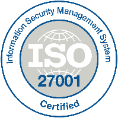 Information Security Management System
ISO
27001
Certified